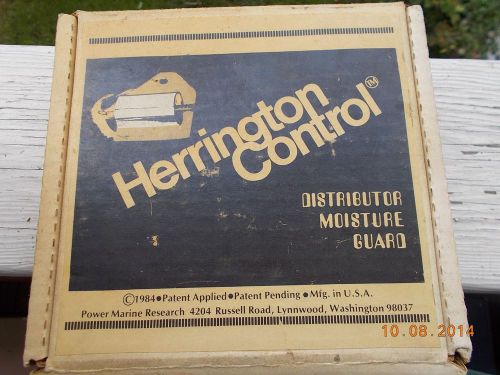 Herrington
Control™
DISTRIBUTOR
MOISTURE
GUARD
©1984•Patent Applied•Patent Pending•Mfg. in U.S.A.
Power Marine Research 4204 Russell Road, Lynnwood, Washington 98037
10.08.2014